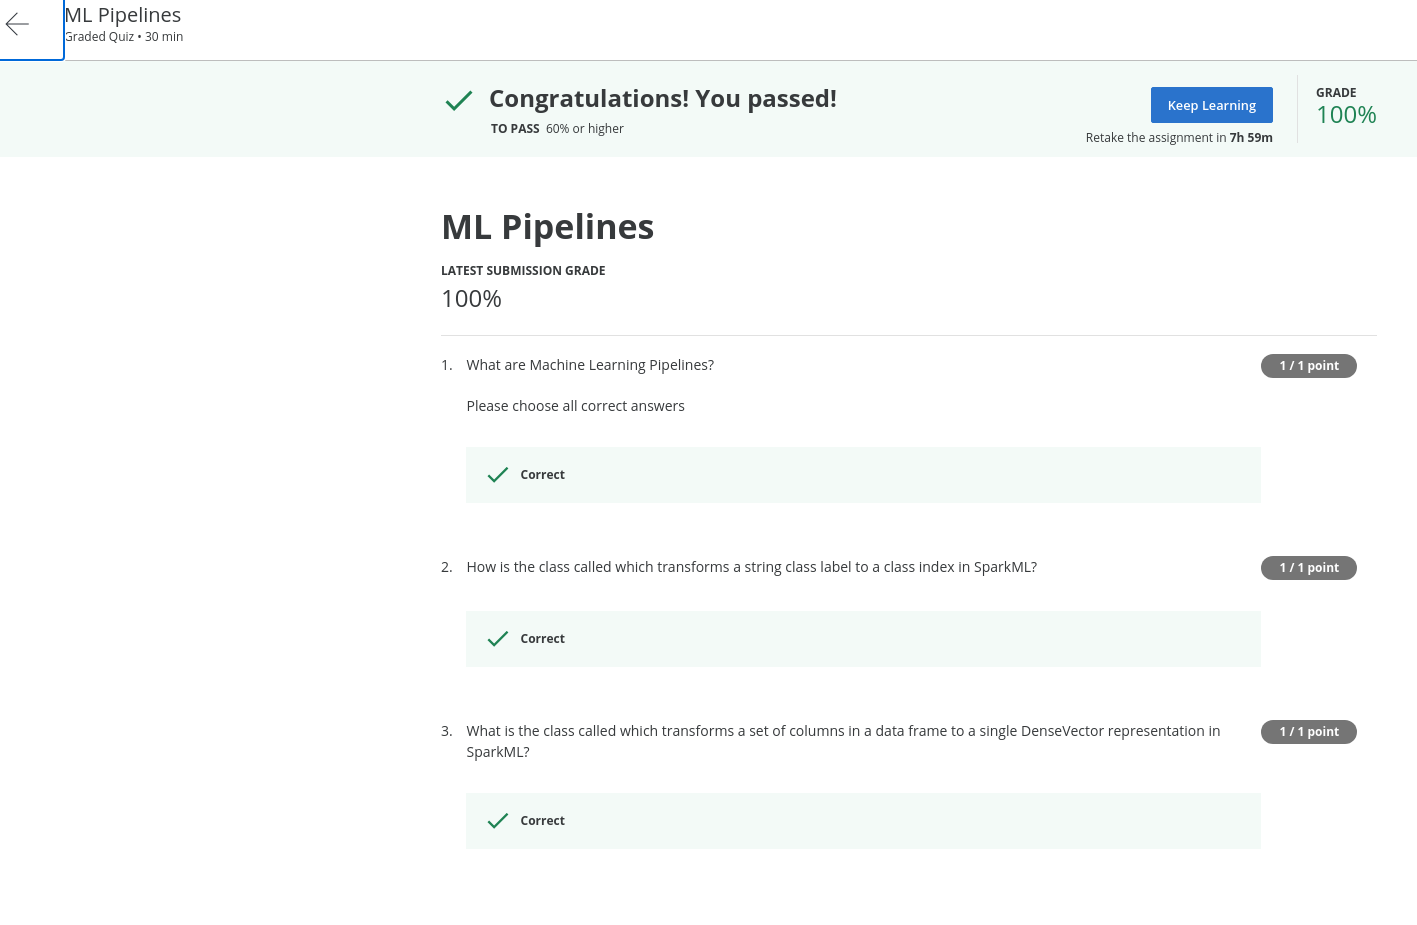 ML Pipelines
Graded Quiz • 30 min
Congratulations! You passed!
TO PASS 60% or higher
Keep Learning
Retake the assignment in 7h 59m
GRADE
100%
ML Pipelines
LATEST SUBMISSION GRADE
100%
1. What are Machine Learning Pipelines?
1 / 1 point
Please choose all correct answers
Correct
2. How is the class called which transforms a string class label to a class index in SparkML?
1 / 1 point
Correct
3. What is the class called which transforms a set of columns in a data frame to a single DenseVector representation in
SparkML?
1 / 1 point
Correct